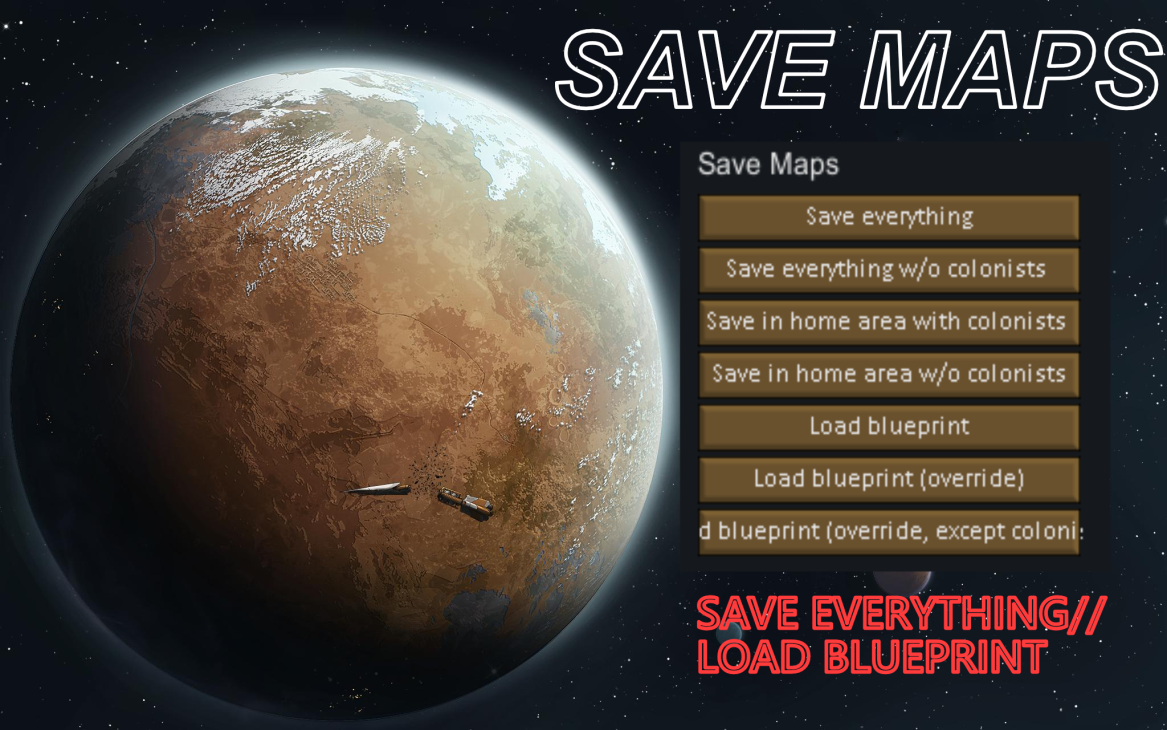 SAVE MAPS
Save Maps
Save everything
Save everything w/o colonists
Save in home area with colonists
Save in home area w/o colonists
Load blueprint
Load blueprint (override)
d blueprint (override, except coloni
SAVE EVERYTHING//
LOAD BLUEPRINT